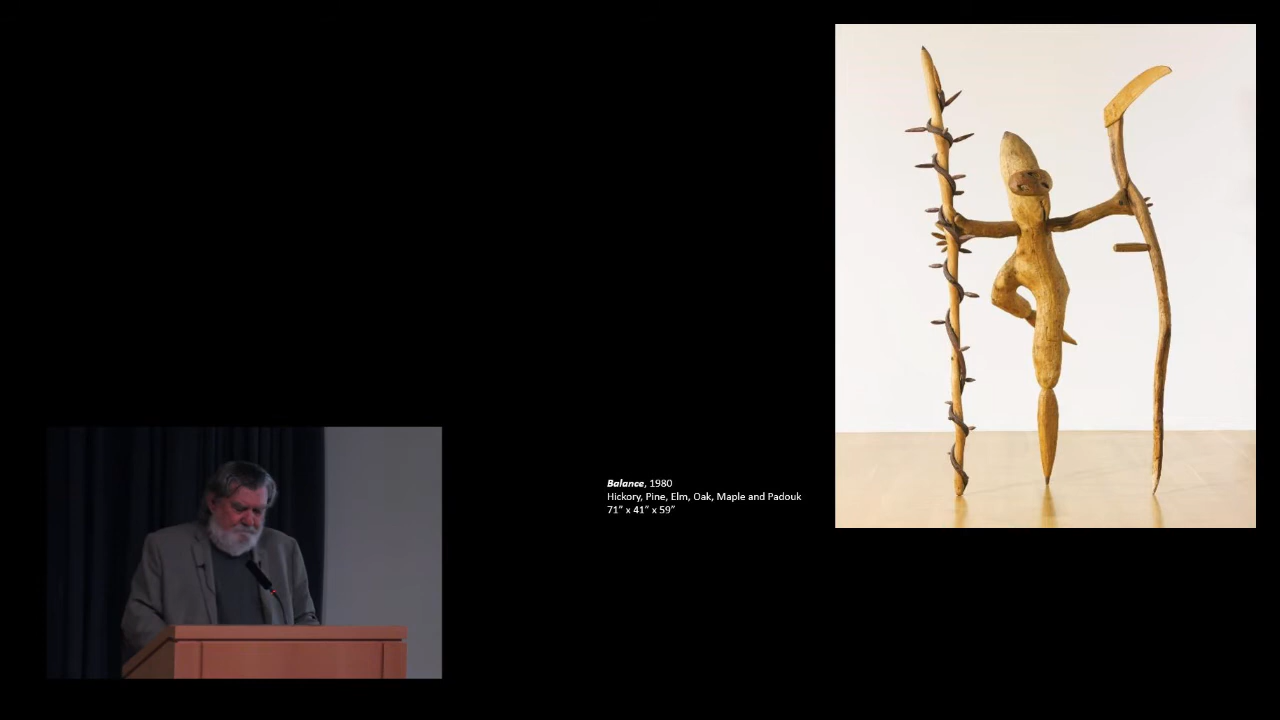 Balance, 1980
Hickory, Pine, Elm, Oak, Maple and Padouk
71” x 41” x 59”